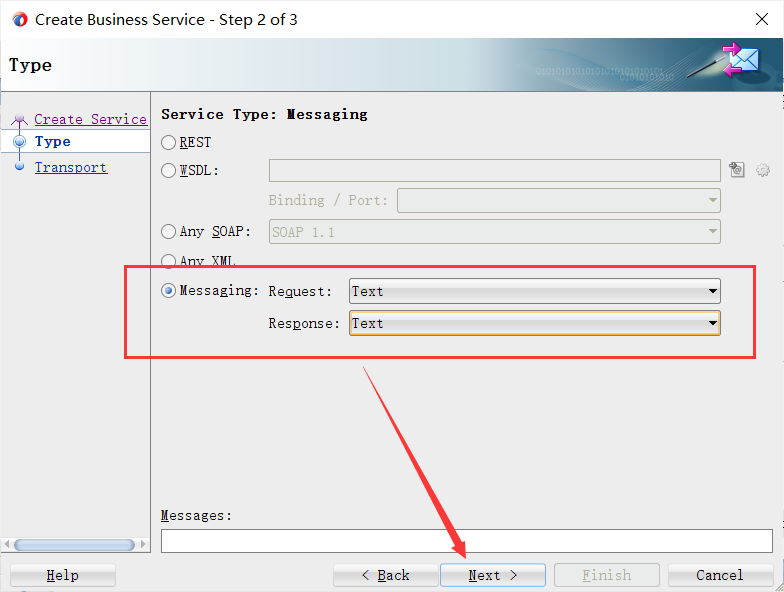 Create Business Service - Step 2 of 3
Type
Create Service
Type
Transport
Service Type: Messaging
REST
WSDL:
Binding / Port:
Any SOAP: SOAP 1.1
Any XML
Messaging: Request: Text
Response: Text
Messages:
Help < Back Next > Finish Cancel